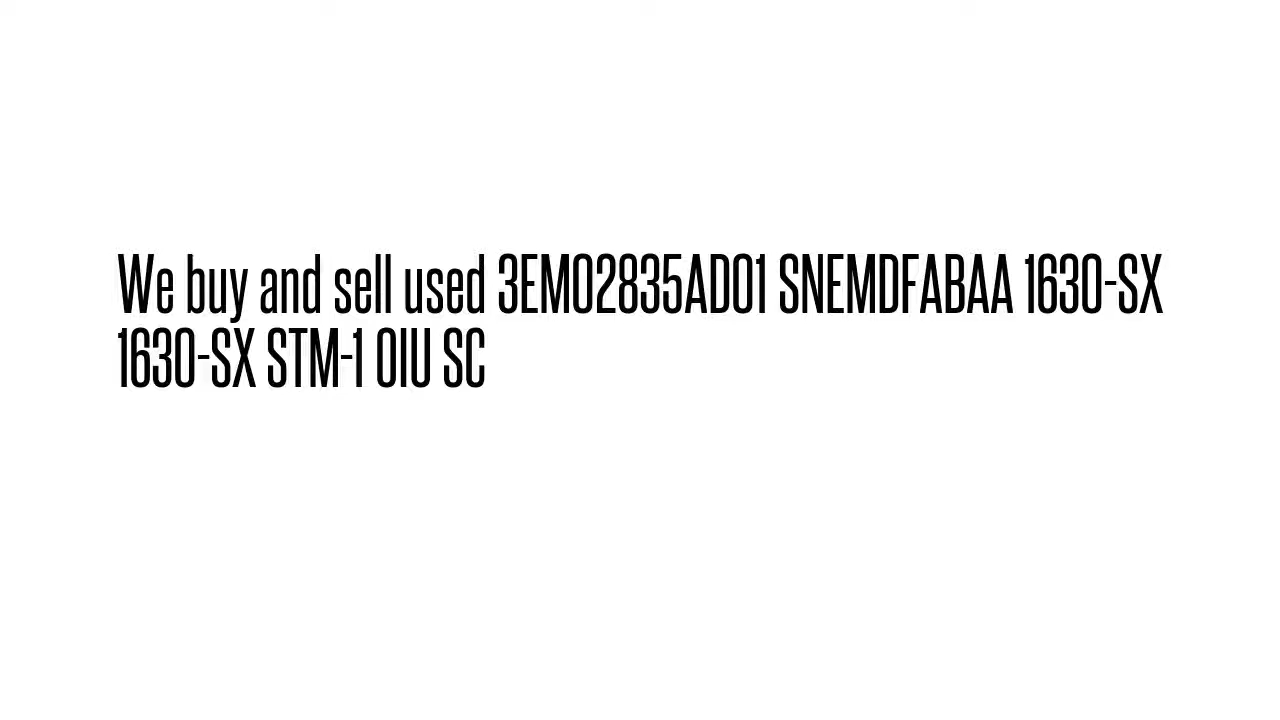 We buy and sell used 3EM02835AD01 SNEMDFABAA 1630-SX
1630-SX STM-1 OIU SC